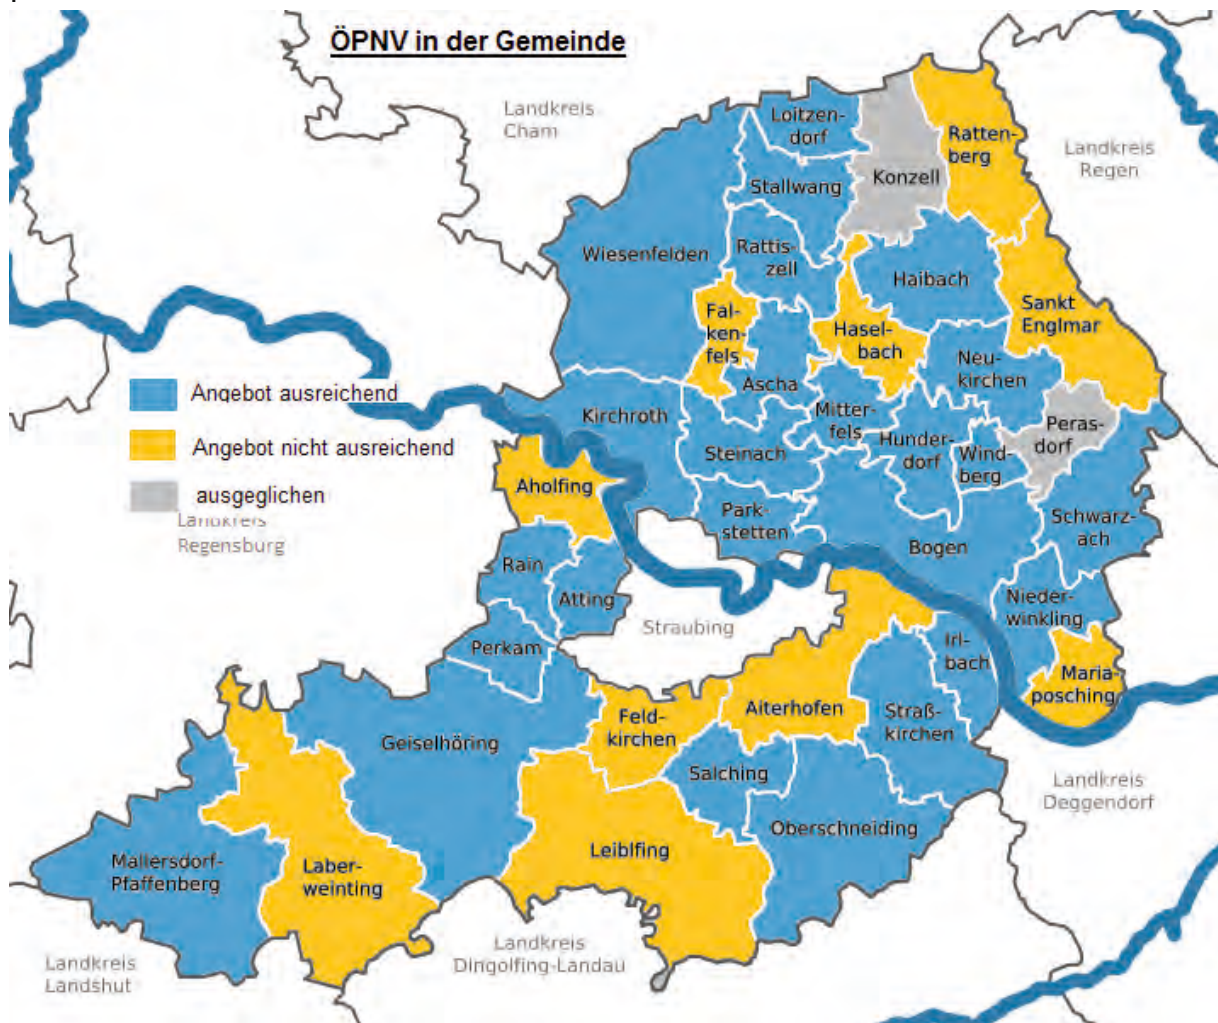 ÖPNV in der Gemeinde
Landkreis
Cham
Loitzen-
dorf
Konzell
Ratten-
berg
Landkreis
Regen
Stallwang
Wiesenfelden
Rattis-
zell
Haibach
Sankt
Englmar
Fal-
ken-
fels
Hasel-
bach
Neu-
kirchen
Ascha
Angebot ausreichend
Angebot nicht ausreichend
ausgeglichen
Kirchroth
Mitter-
fels
Hunder-
dorf
Wind-
berg
Peras-
dorf
Steinach
Aholfing
Park-
stetten
Bogen
Schwarz-
ach
Landkreis
Regensburg
Rain
Atting
Straubing
Nieder-
winkling
Perkam
Irl-
bach
Maria-
posching
Geiselhöring
Feld-
kirchen
Aiterhofen
Straß-
kirchen
Salching
Landkreis
Deggendorf
Oberschneiding
Mallersdorf-
Pfaffenberg
Laber-
weinting
Leiblfing
Landkreis
Dingolfing-Landau
Landkreis
Landshut